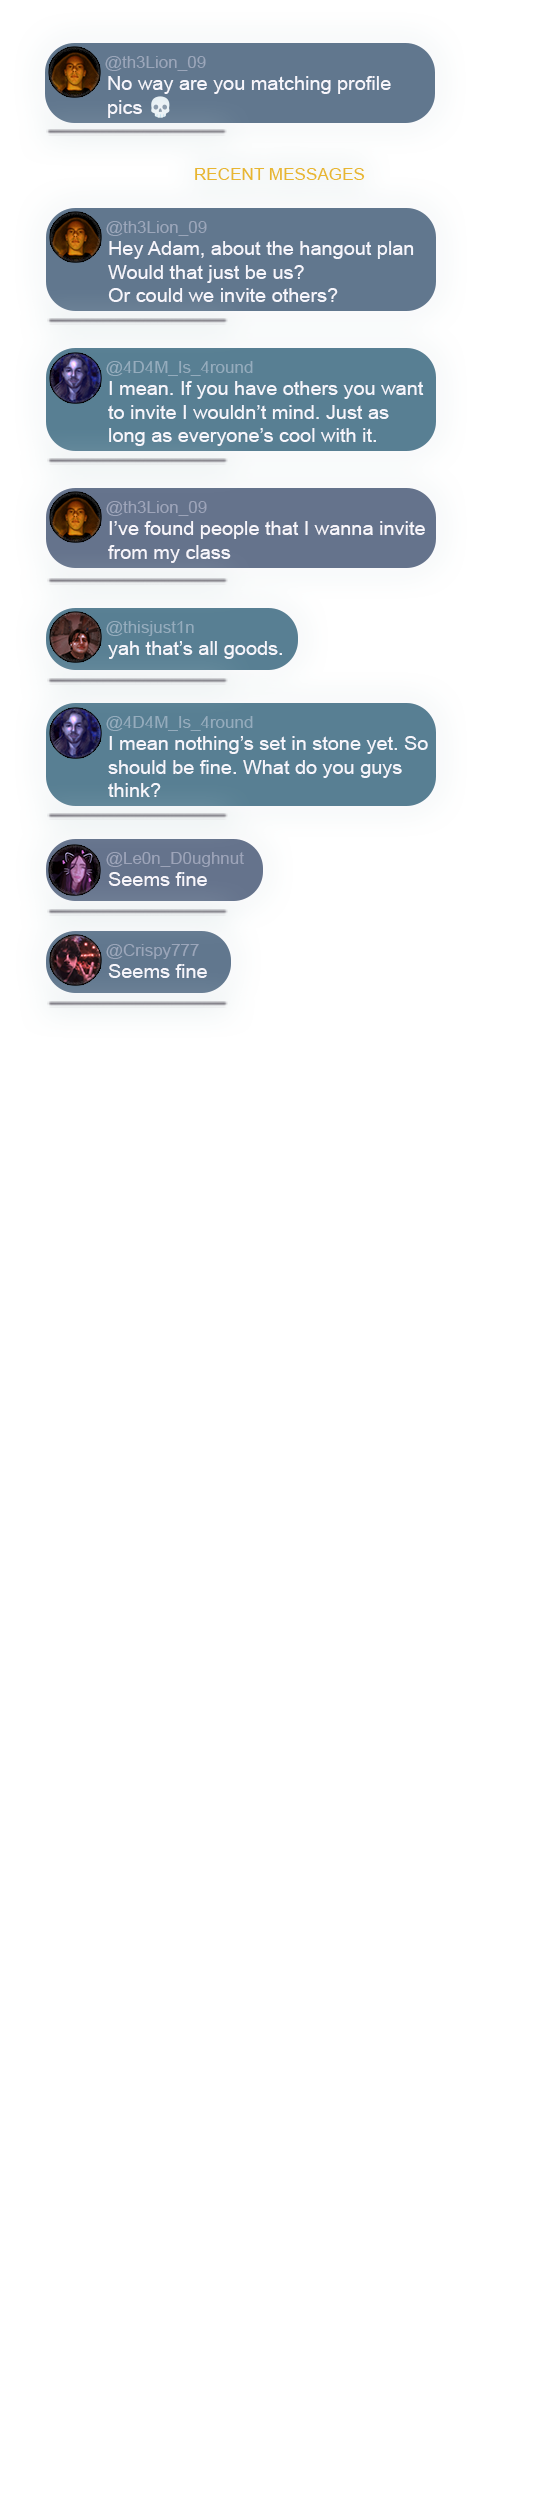 @th3Lion_09
No way are you matching profile
pics 💀
RECENT MESSAGES
@th3Lion_09
Hey Adam, about the hangout plan
Would that just be us?
Or could we invite others?
@4D4M_Is_4round
I mean. If you have others you want
to invite I wouldn’t mind. Just as
long as everyone’s cool with it.
@th3Lion_09
I’ve found people that I wanna invite
from my class
@thisjust1n
yah that’s all goods.
@4D4M_Is_4round
I mean nothing’s set in stone yet. So
should be fine. What do you guys
think?
@Le0n_D0ughnut
Seems fine
@Crispy777
Seems fine